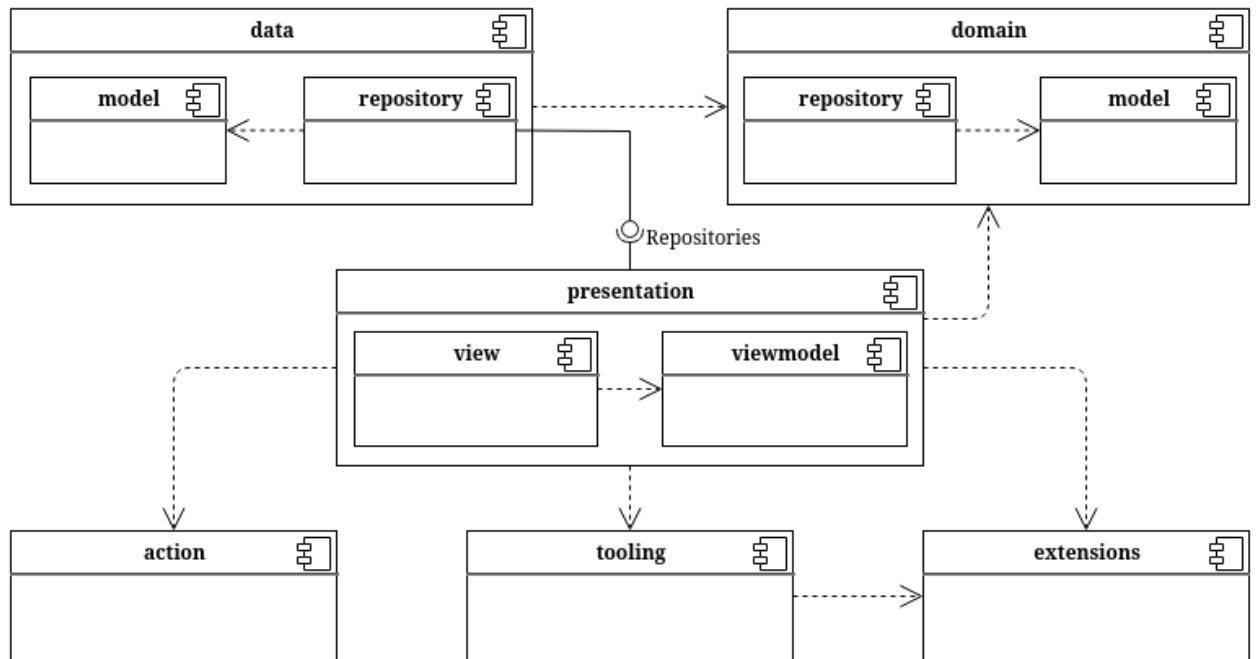 data
domain
model
repository
repository
model
Repositories
presentation
view
viewmodel
action
tooling
extensions